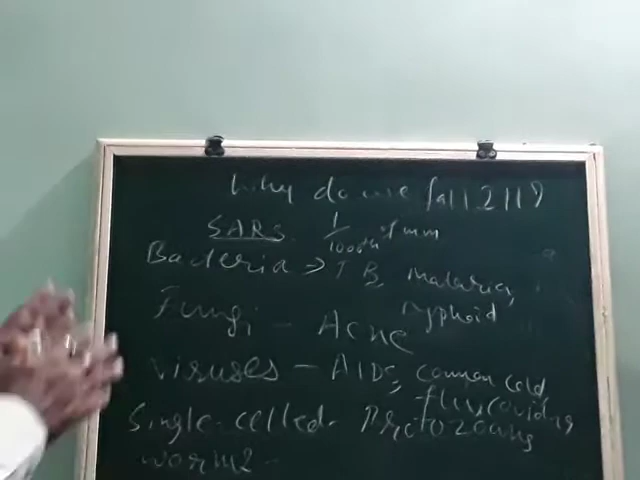 Why do we fall ill?
SARS 1/1000th of mm
Bacteria → TB, Malaria,
Typhoid
Fungi - Acne
Viruses - AIDS, common cold,
flu, covid19
Single-celled - Protozoans
worms -